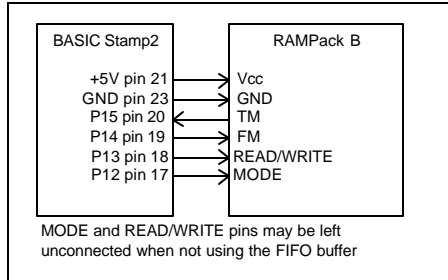 BASIC Stamp2 RAMPack B
+5V pin 21 Vcc
GND pin 23 GND
P15 pin 20 TM
P14 pin 19 FM
P13 pin 18 READ/WRITE
P12 pin 17 MODE
MODE and READ/WRITE pins may be left
unconnected when not using the FIFO buffer